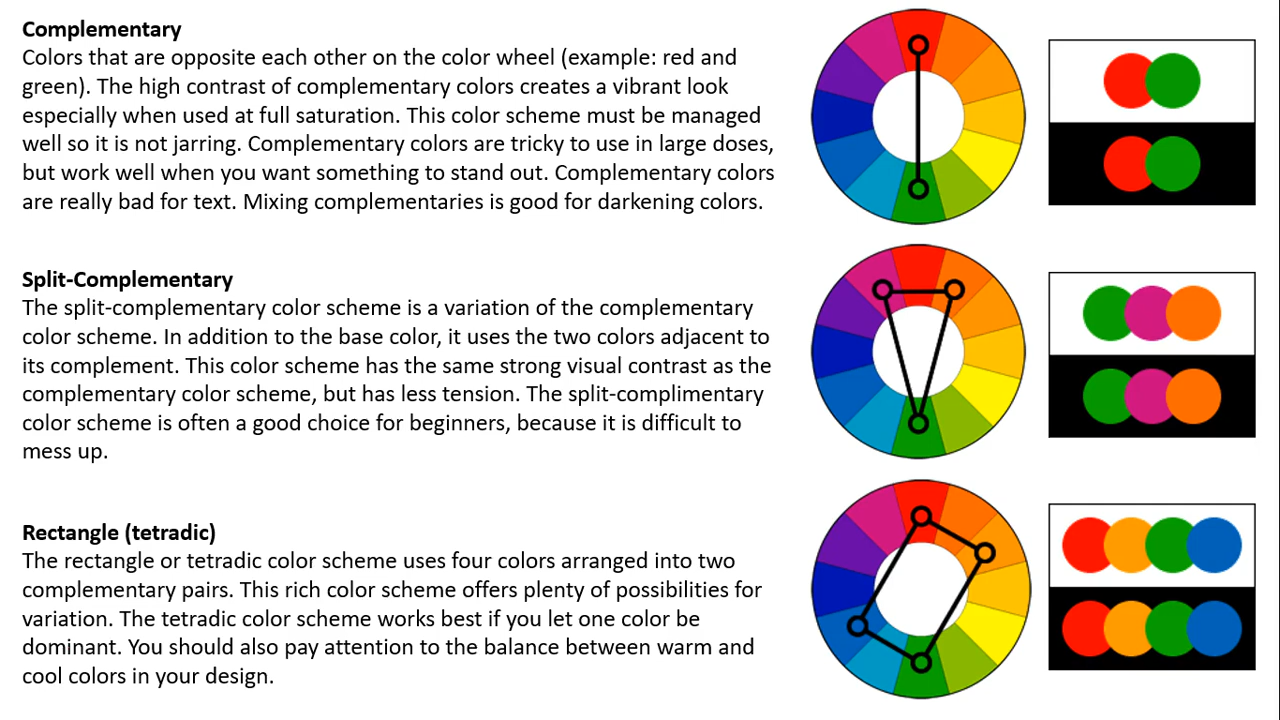 Complementary
Colors that are opposite each other on the color wheel (example: red and
green). The high contrast of complementary colors creates a vibrant look
especially when used at full saturation. This color scheme must be managed
well so it is not jarring. Complementary colors are tricky to use in large doses,
but work well when you want something to stand out. Complementary colors
are really bad for text. Mixing complementaries is good for darkening colors.
Split-Complementary
The split-complementary color scheme is a variation of the complementary
color scheme. In addition to the base color, it uses the two colors adjacent to
its complement. This color scheme has the same strong visual contrast as the
complementary color scheme, but has less tension. The split-complimentary
color scheme is often a good choice for beginners, because it is difficult to
mess up.
Rectangle (tetradic)
The rectangle or tetradic color scheme uses four colors arranged into two
complementary pairs. This rich color scheme offers plenty of possibilities for
variation. The tetradic color scheme works best if you let one color be
dominant. You should also pay attention to the balance between warm and
cool colors in your design.